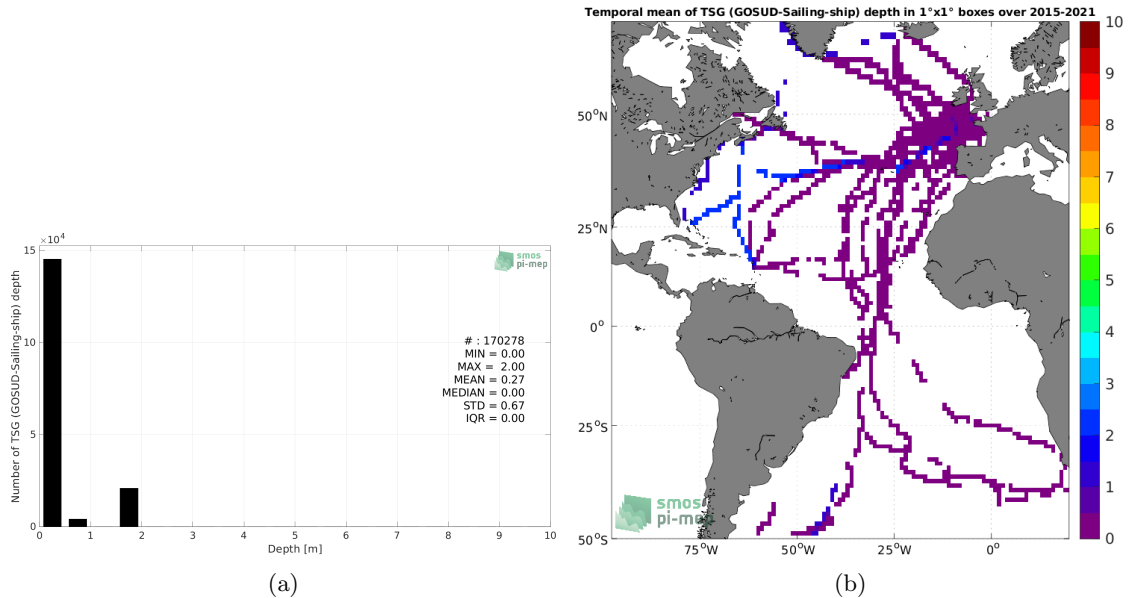 ×10⁴
15
10
5
0
0 1 2 3 4 5 6 7 8 9 10
Depth [m]
Number of TSG (GOSUD-Sailing-ship) depth
smos
pi-mep
# : 170278
MIN = 0.00
MAX = 2.00
MEAN = 0.27
MEDIAN = 0.00
STD = 0.67
IQR = 0.00
(a)
Temporal mean of TSG (GOSUD-Sailing-ship) depth in 1°x1° boxes over 2015-2021
50°N
25°N
0°
25°S
50°S
75°W 50°W 25°W 0°
smos
pi-mep
10
9
8
7
6
5
4
3
2
1
0
(b)